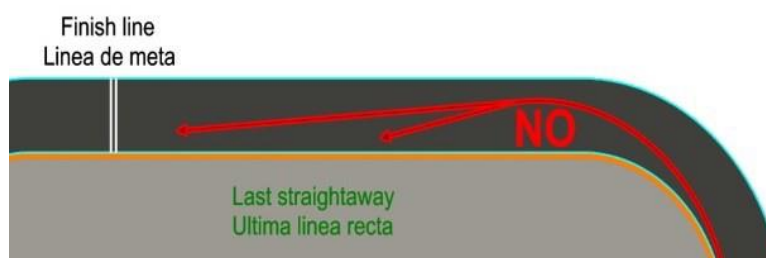 Finish line
Linea de meta
NO
Last straightaway
Ultima linea recta